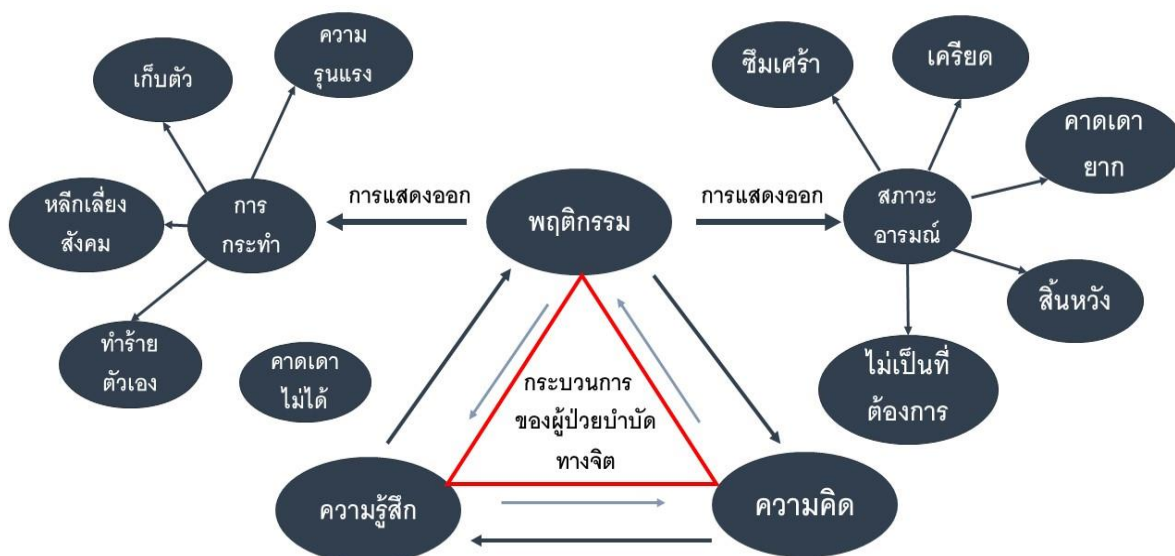 ความ
รุนแรง
เก็บตัว
หลีกเลี่ยง
สังคม
การ
กระทำ
ทำร้าย
ตัวเอง
คาดเดา
ไม่ได้
การแสดงออก
พฤติกรรม
การแสดงออก
ซึมเศร้า
เครียด
คาดเดา
ยาก
สภาวะ
อารมณ์
สิ้นหวัง
ไม่เป็นที่
ต้องการ
กระบวนการ
ของผู้ป่วยบำบัด
ทางจิต
ความรู้สึก
ความคิด